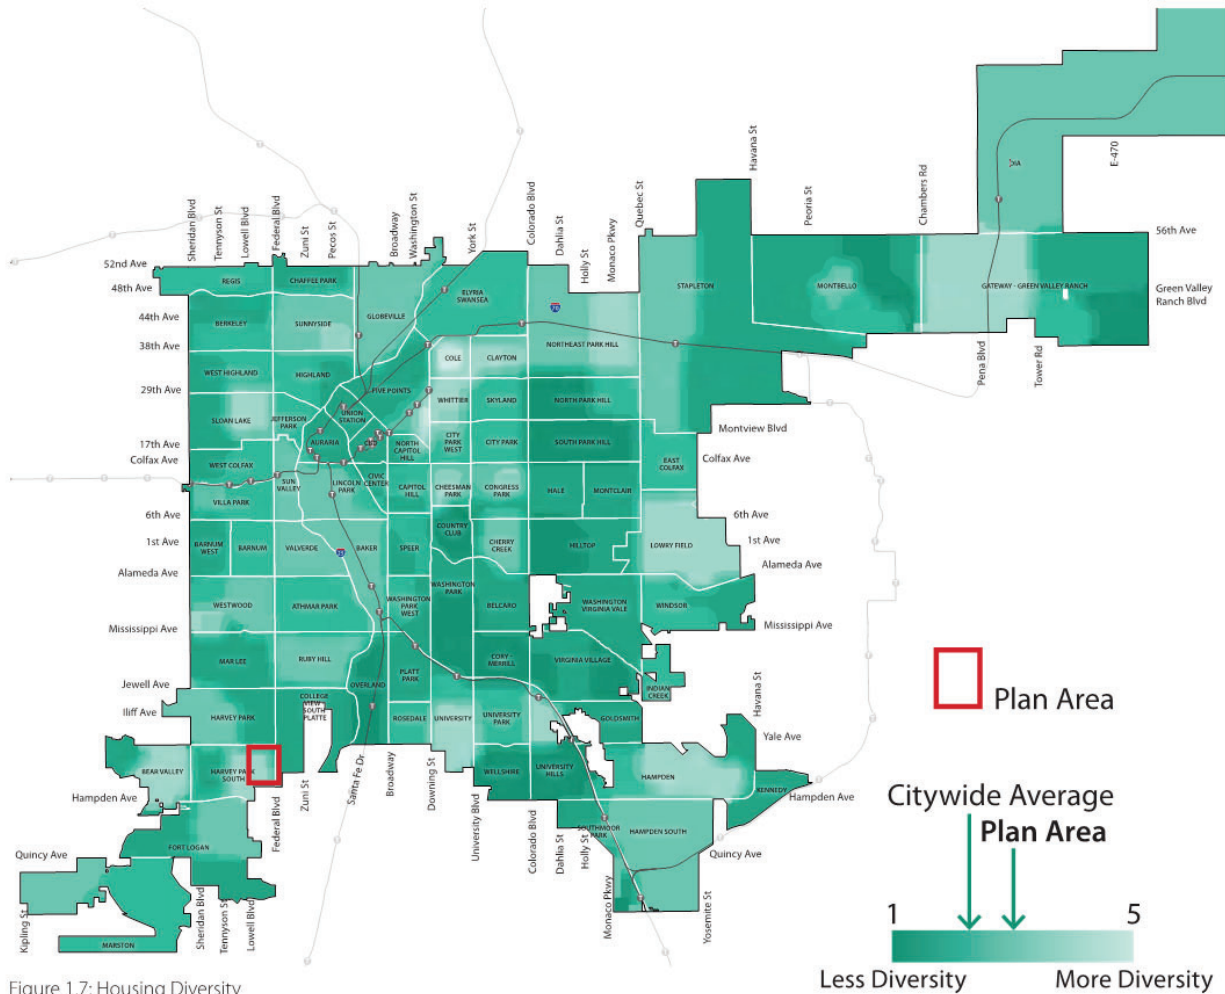 Sheridan Blvd
Tennyson St
Lowell Blvd
Federal Blvd
Zuni St
Pecos St
Broadway
Washington St
York St
Colorado Blvd
Dahlia St
Holly St
Monaco Pkwy
Quebec St
Havana St
Peoria St
Chambers Rd
E-470
DIA
56th Ave
Green Valley
Ranch Blvd
Pena Blvd
Tower Rd
52nd Ave
48th Ave
44th Ave
38th Ave
29th Ave
17th Ave
Colfax Ave
6th Ave
1st Ave
Alameda Ave
Mississippi Ave
Jewell Ave
Iliff Ave
Hampden Ave
Quincy Ave
REGIS
CHAFFEE PARK
GLOBEVILLE
ELYRIA
SWANSEA
70
STAPLETON
MONTBELLO
GATEWAY - GREEN VALLEY RANCH
BERKELEY
SUNNYSIDE
COLE
CLAYTON
NORTHEAST PARK HILL
WEST HIGHLAND
HIGHLAND
FIVE POINTS
WHITTIER
SKYLAND
NORTH PARK HILL
SLOAN LAKE
JEFFERSON
PARK
UNION
STATION
AURARIA
CBD
NORTH
CAPITOL
HILL
CITY
PARK
WEST
CITY PARK
SOUTH PARK HILL
Montview Blvd
WEST COLFAX
SUN
VALLEY
LINCOLN
PARK
CIVIC
CENTER
CAPITOL
HILL
CHEESMAN
PARK
CONGRESS
PARK
HALE
MONTCLAIR
EAST
COLFAX
Colfax Ave
VILLA PARK
BARNUM
WEST
BARNUM
VALVERDE
25
BAKER
SPEER
COUNTRY
CLUB
CHERRY
CREEK
HILLTOP
LOWRY FIELD
6th Ave
1st Ave
Alameda Ave
WESTWOOD
ATHMAR PARK
WASHINGTON
PARK
WEST
WASHINGTON
PARK
BELCARO
WASHINGTON
VIRGINIA VALE
WINDSOR
Mississippi Ave
MAR LEE
RUBY HILL
OVERLAND
PLATT
PARK
CORY -
MERRILL
VIRGINIA VILLAGE
INDIAN
CREEK
HARVEY PARK
COLLEGE
VIEW
SOUTH
PLATTE
ROSEDALE
UNIVERSITY
UNIVERSITY
PARK
GOLDSMITH
Havana St
Yale Ave
BEAR VALLEY
HARVEY PARK
SOUTH
WELLSHIRE
UNIVERSITY
HILLS
HAMPDEN
KENNEDY
Hampden Ave
FORT LOGAN
SOUTHMOOR
PARK
HAMPDEN SOUTH
Quincy Ave
MARSTON
Kipling St
Sheridan Blvd
Tennyson St
Lowell Blvd
Federal Blvd
Zuni St
Santa Fe Dr
Broadway
Downing St
University Blvd
Colorado Blvd
Dahlia St
Holly St
Monaco Pkwy
Yosemite St
Plan Area
Citywide Average
Plan Area
1
5
Less Diversity
More Diversity
Figure 1.7: Housing Diversity